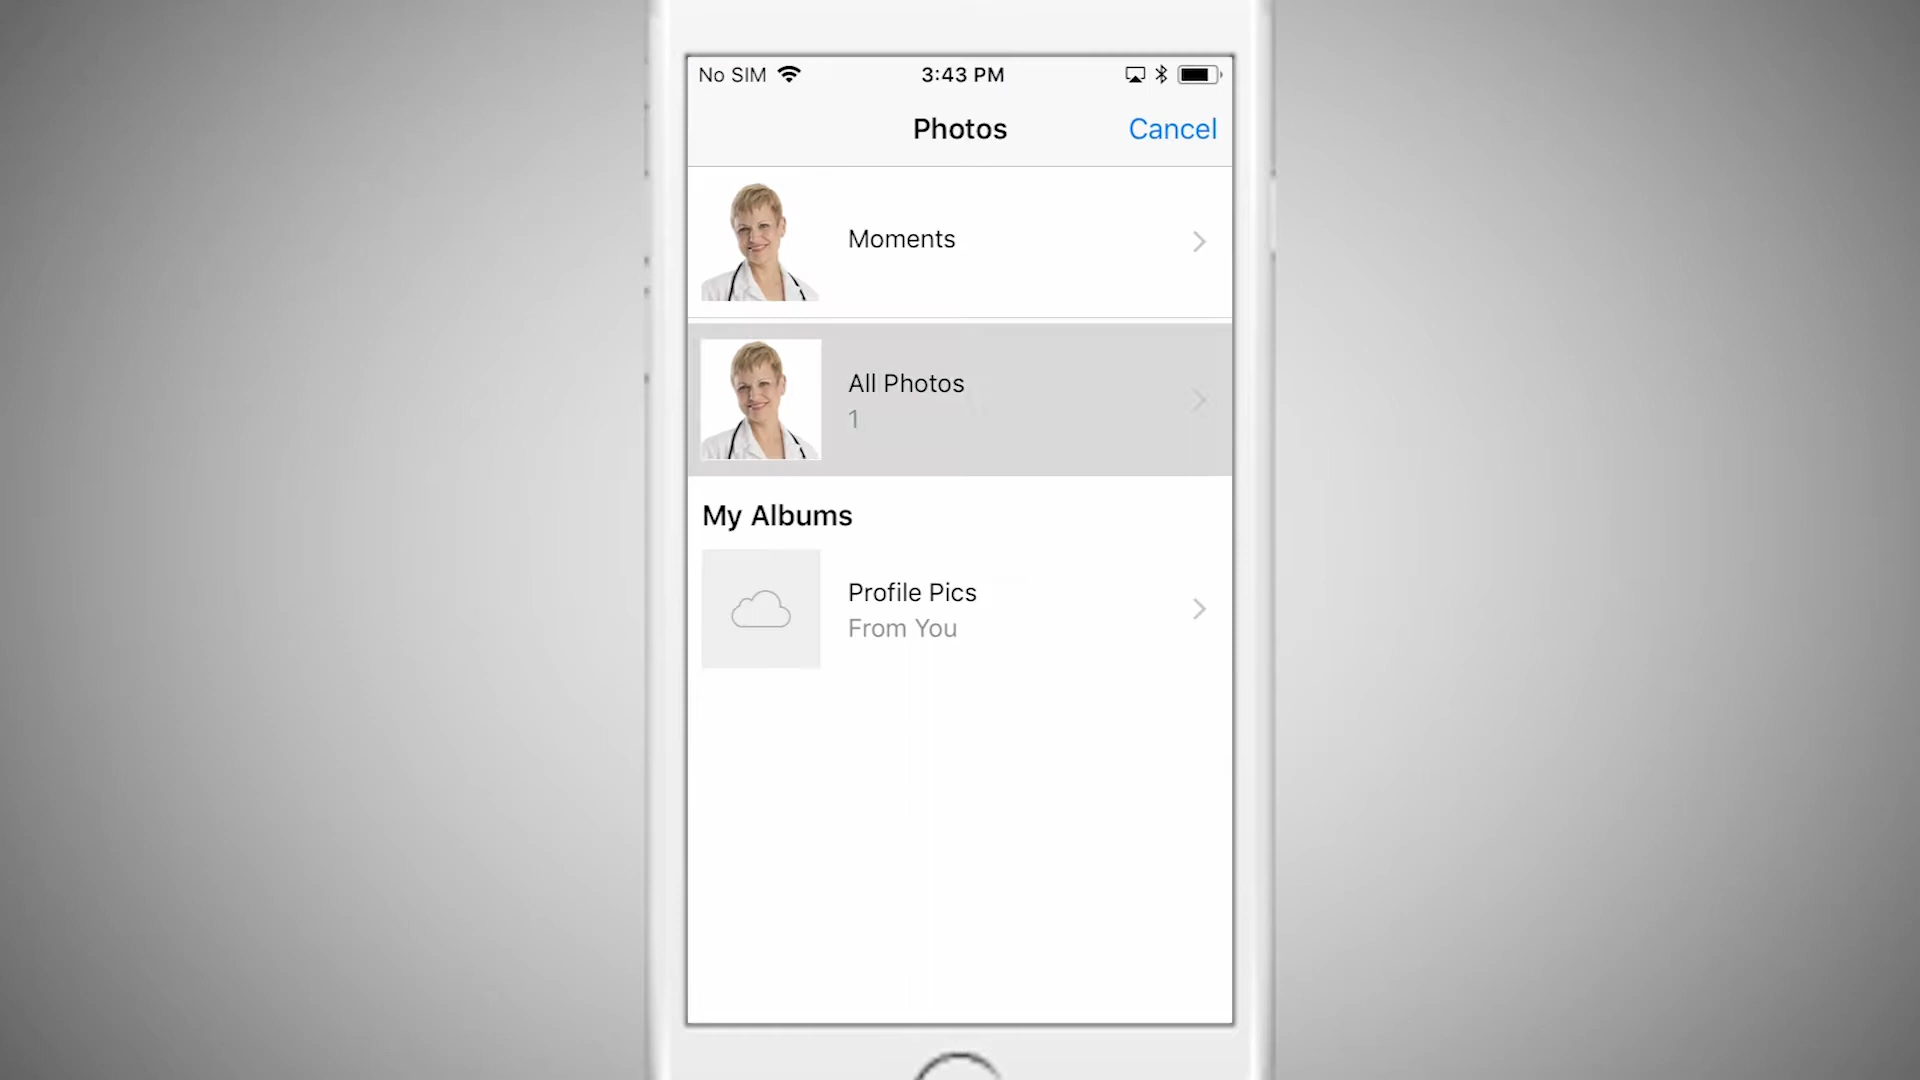 No SIM 3:43 PM
Photos Cancel
Moments
All Photos
1
My Albums
Profile Pics
From You